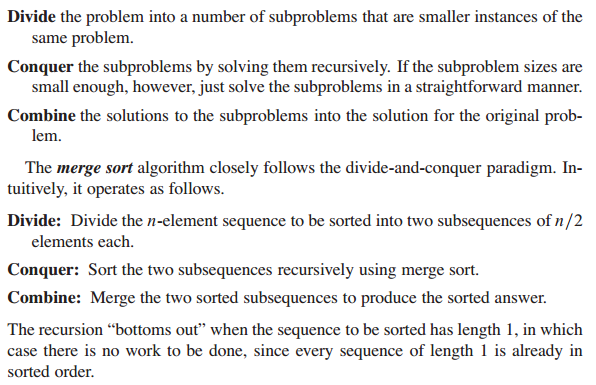 Divide the problem into a number of subproblems that are smaller instances of the
same problem.
Conquer the subproblems by solving them recursively. If the subproblem sizes are
small enough, however, just solve the subproblems in a straightforward manner.
Combine the solutions to the subproblems into the solution for the original prob-
lem.
The merge sort algorithm closely follows the divide-and-conquer paradigm. In-
tuitively, it operates as follows.
Divide: Divide the n-element sequence to be sorted into two subsequences of n/2
elements each.
Conquer: Sort the two subsequences recursively using merge sort.
Combine: Merge the two sorted subsequences to produce the sorted answer.
The recursion “bottoms out” when the sequence to be sorted has length 1, in which
case there is no work to be done, since every sequence of length 1 is already in
sorted order.